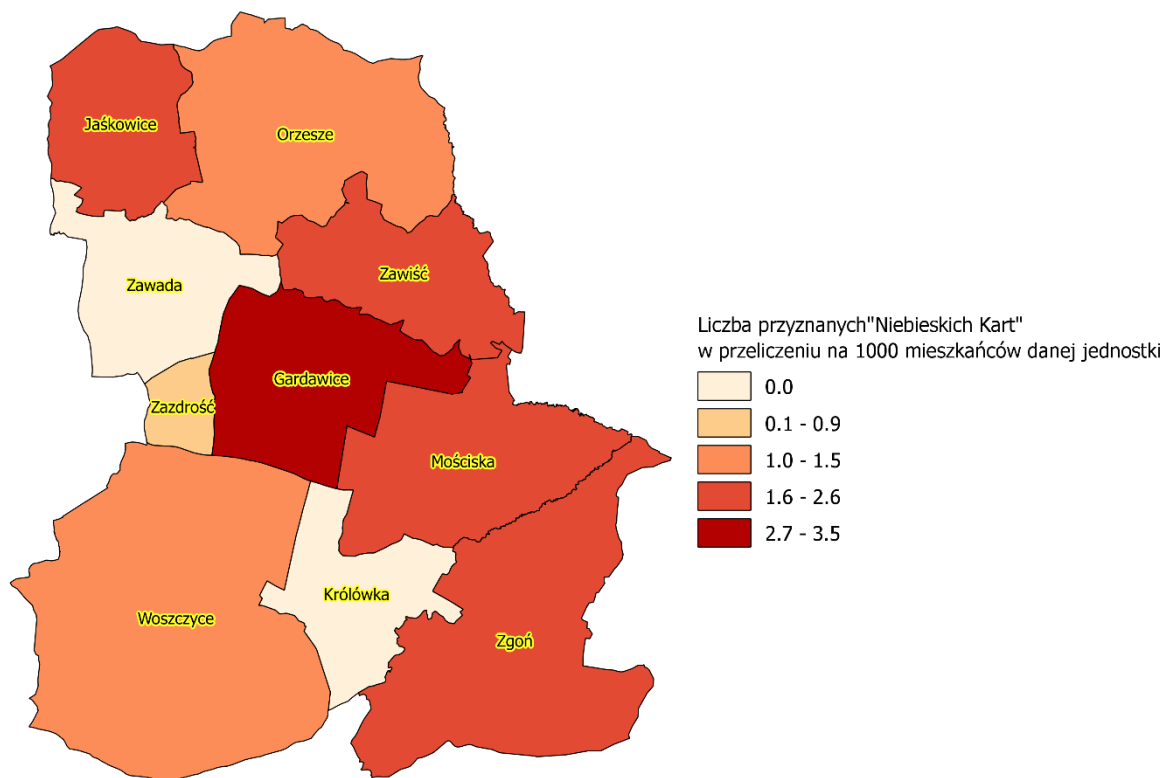 Jaśkowice
Orzesze
Zawiść
Zawada
Gardawice
Zazdrość
Mościska
Królówka
Woszczyce
Zgoń
Liczba przyznanych"Niebieskich Kart"
w przeliczeniu na 1000 mieszkańców danej jednostki
0.0
0.1 - 0.9
1.0 - 1.5
1.6 - 2.6
2.7 - 3.5